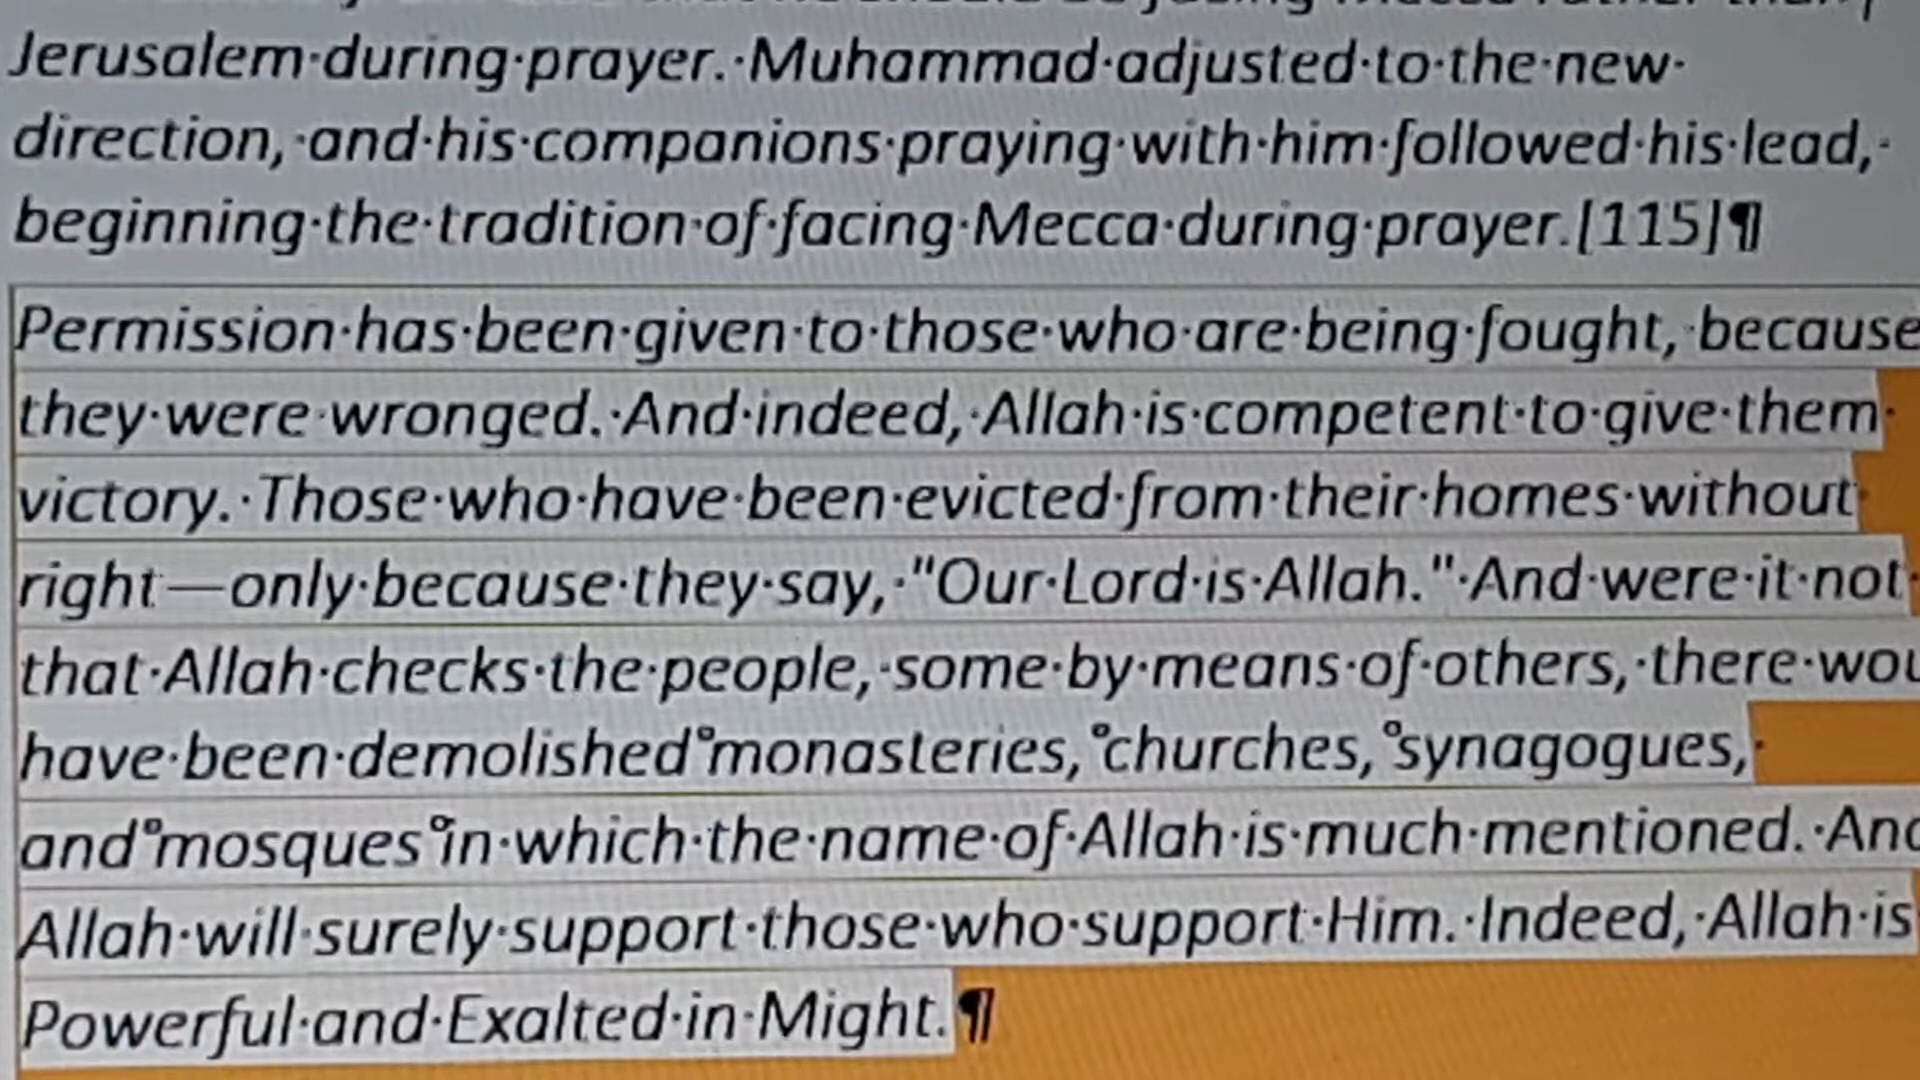 Jerusalem·during·prayer.·Muhammad·adjusted·to·the·new·
direction,·and·his·companions·praying·with·him·followed·his·lead,·
beginning·the·tradition·of·facing·Mecca·during·prayer.[115]¶
Permission·has·been·given·to·those·who·are·being·fought,·because
they·were·wronged.·And·indeed,·Allah·is·competent·to·give·them·
victory.·Those·who·have·been·evicted·from·their·homes·without·
right—only·because·they·say,·"Our·Lord·is·Allah."·And·were·it·not·
that·Allah·checks·the·people,·some·by·means·of·others,·there·
have·been·demolished°monasteries,°churches,°synagogues,·
and°mosques°in·which·the·name·of·Allah·is·much·mentioned.·And
Allah·will·surely·support·those·who·support·Him.·Indeed,·Allah·is
Powerful·and·Exalted·in·Might.¶